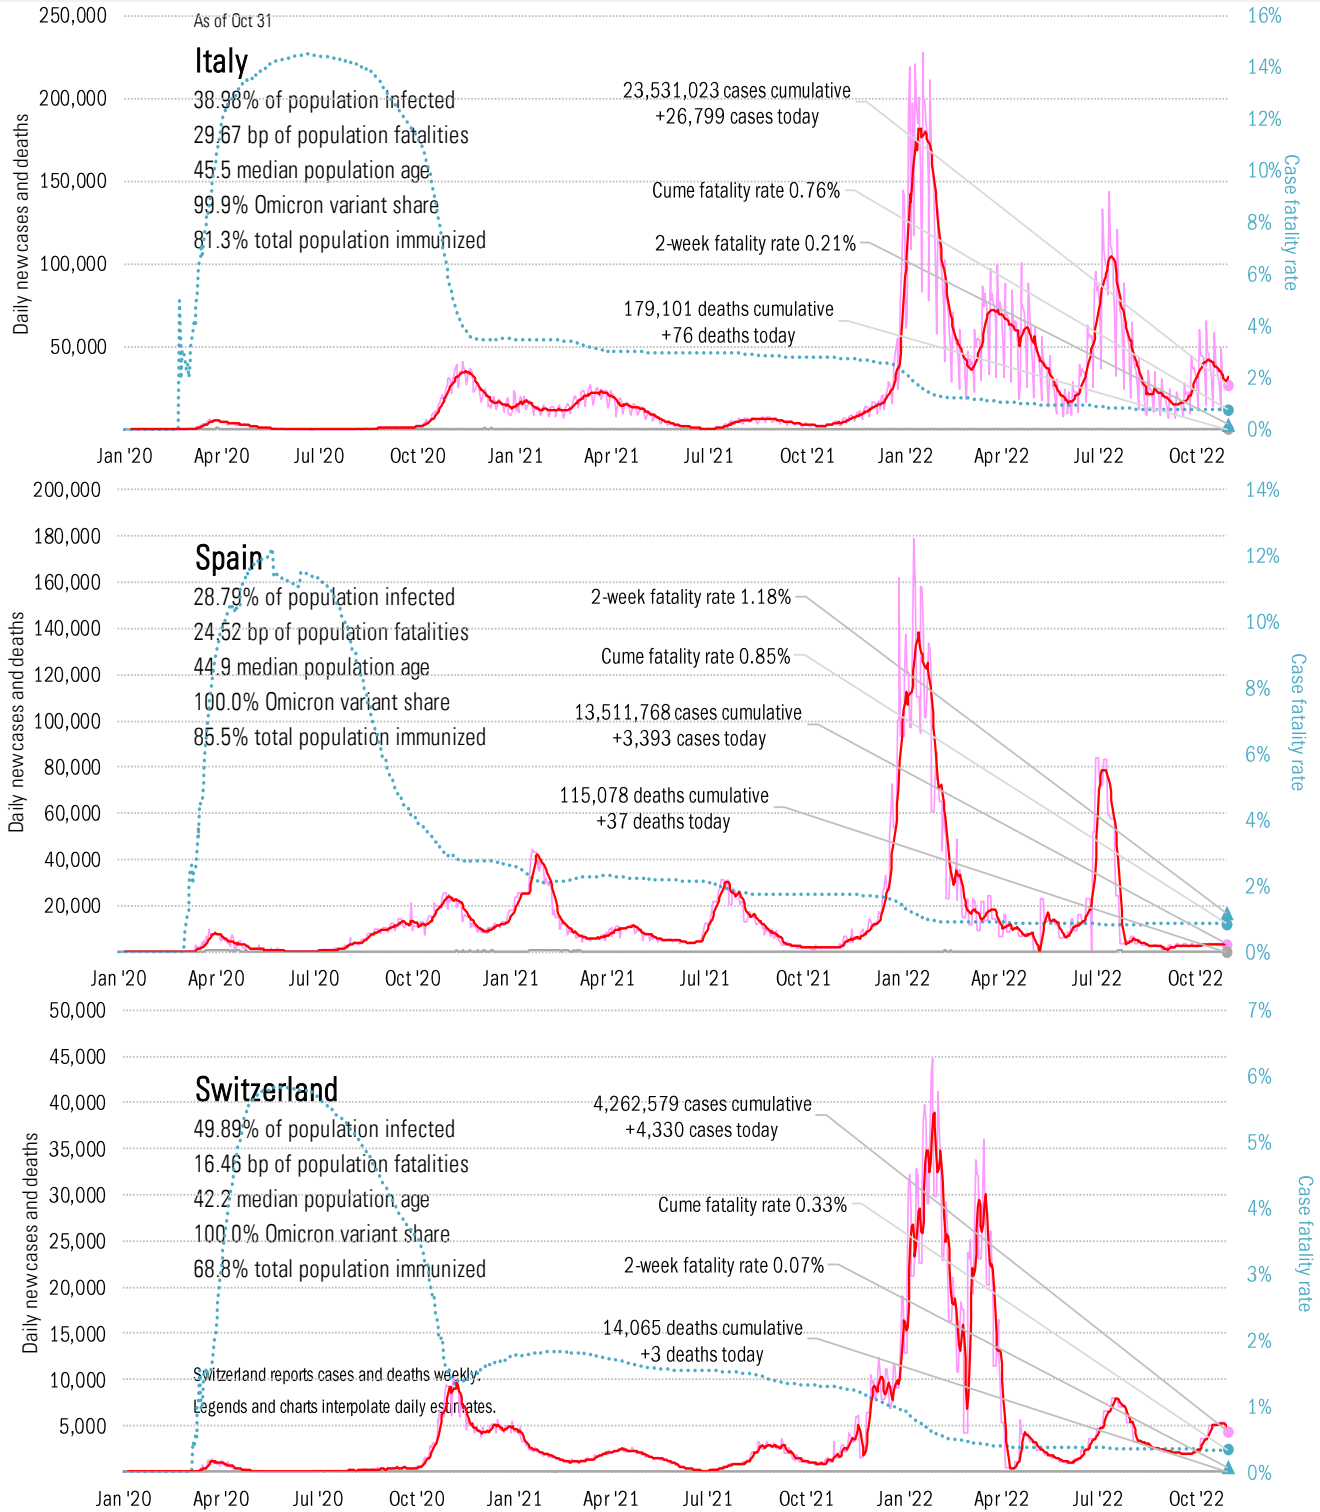 As of Oct 31
Italy
38.98% of population infected
29.67 bp of population fatalities
45.5 median population age
99.9% Omicron variant share
81.3% total population immunized
23,531,023 cases cumulative
+26,799 cases today
Cume fatality rate 0.76%
2-week fatality rate 0.21%
179,101 deaths cumulative
+76 deaths today
Daily new cases and deaths
250,000
200,000
150,000
100,000
50,000
16%
14%
12%
10%
8%
6%
4%
2%
0%
Case fatality rate
Jan '20 Apr '20 Jul '20 Oct '20 Jan '21 Apr '21 Jul '21 Oct '21 Jan '22 Apr '22 Jul '22 Oct '22
Spain
28.79% of population infected
24.52 bp of population fatalities
44.9 median population age
100.0% Omicron variant share
85.5% total population immunized
2-week fatality rate 1.18%
Cume fatality rate 0.85%
13,511,768 cases cumulative
+3,393 cases today
115,078 deaths cumulative
+37 deaths today
Daily new cases and deaths
200,000
180,000
160,000
140,000
120,000
100,000
80,000
60,000
40,000
20,000
14%
12%
10%
8%
6%
4%
2%
0%
Case fatality rate
Jan '20 Apr '20 Jul '20 Oct '20 Jan '21 Apr '21 Jul '21 Oct '21 Jan '22 Apr '22 Jul '22 Oct '22
Switzerland
49.89% of population infected
16.46 bp of population fatalities
42.2 median population age
100.0% Omicron variant share
68.8% total population immunized
Switzerland reports cases and deaths weekly.
Legends and charts interpolate daily estimates.
4,262,579 cases cumulative
+4,330 cases today
Cume fatality rate 0.33%
2-week fatality rate 0.07%
14,065 deaths cumulative
+3 deaths today
Daily new cases and deaths
50,000
45,000
40,000
35,000
30,000
25,000
20,000
15,000
10,000
5,000
7%
6%
5%
4%
3%
2%
1%
0%
Case fatality rate
Jan '20 Apr '20 Jul '20 Oct '20 Jan '21 Apr '21 Jul '21 Oct '21 Jan '22 Apr '22 Jul '22 Oct '22